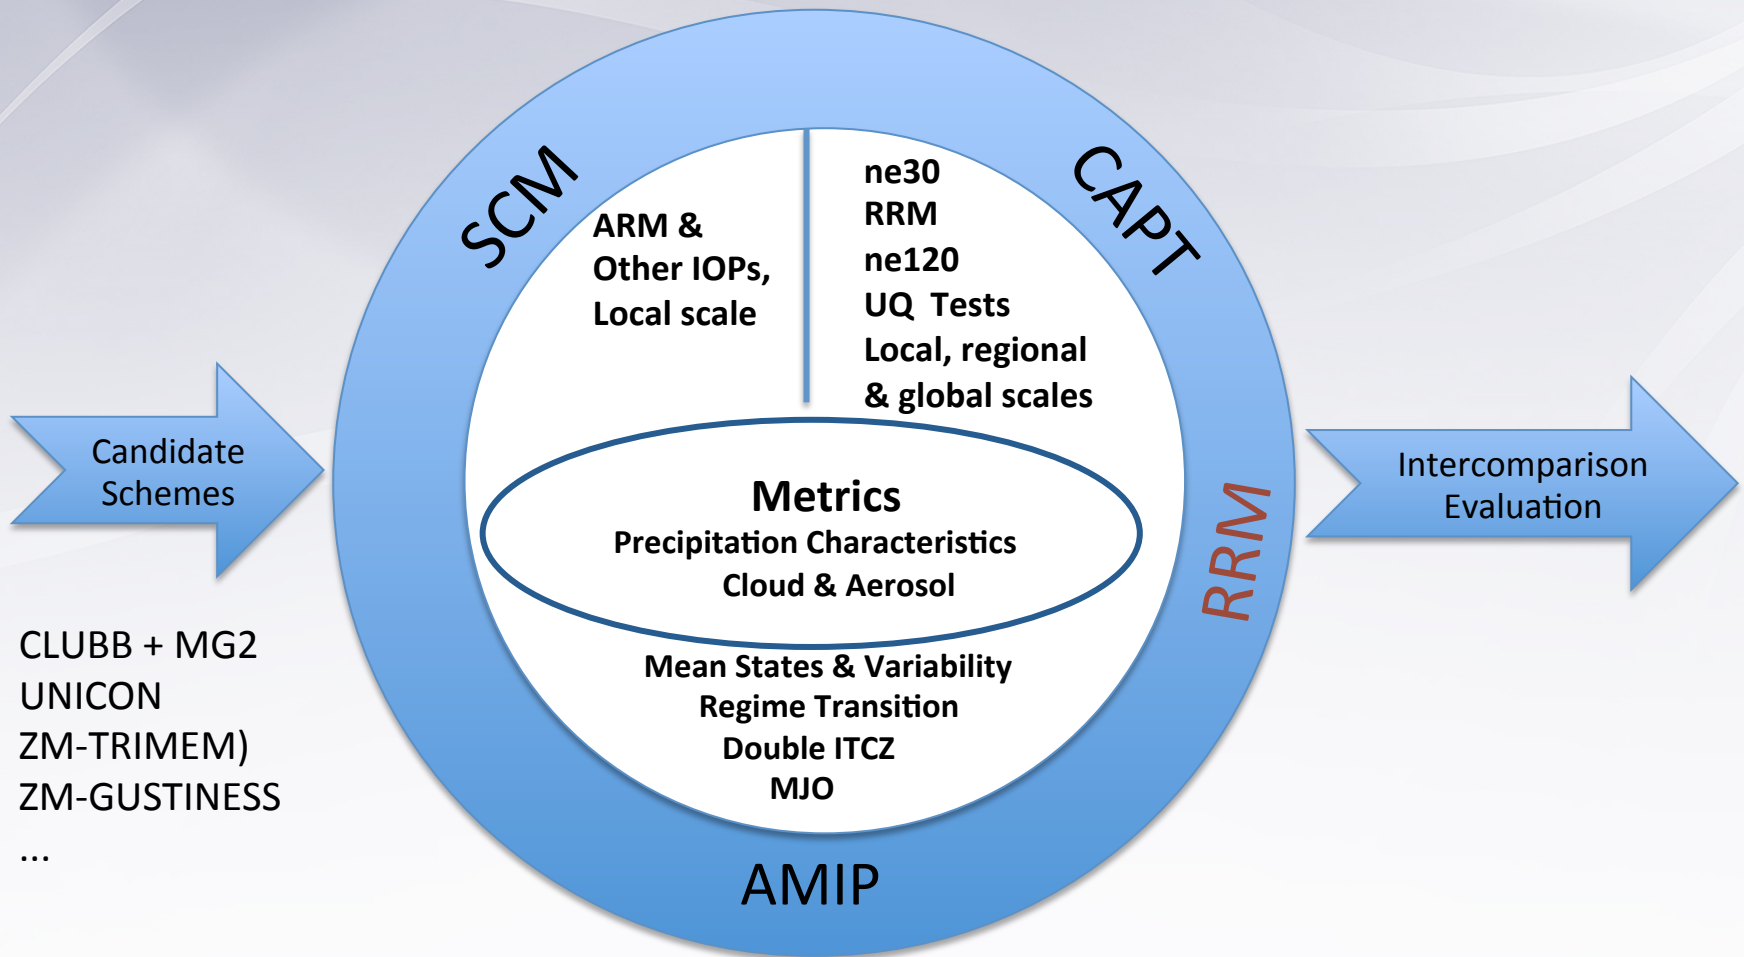 SCM
CAPT
RRM
AMIP
ARM &
Other IOPs,
Local scale
ne30
RRM
ne120
UQ  Tests
Local, regional
& global scales
Metrics
Precipitation Characteristics
Cloud & Aerosol
Mean States & Variability
Regime Transition
Double ITCZ
MJO
Candidate
Schemes
CLUBB + MG2
UNICON
ZM-TRIMEM)
ZM-GUSTINESS
...
Intercomparison
Evaluation